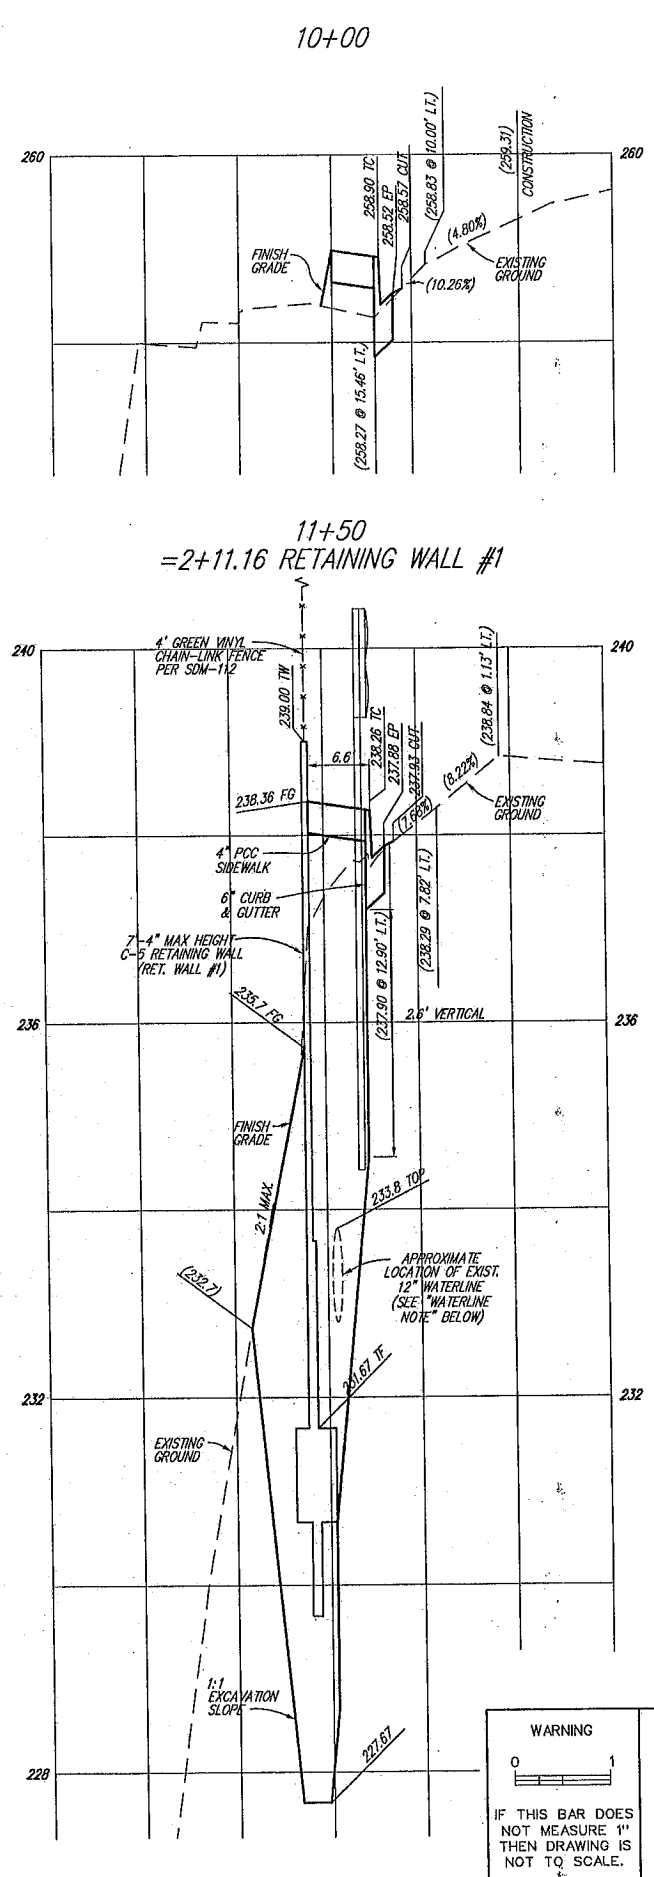 10+00
260
260
258.90 TC
258.52 EP
258.57 CUT
(258.83 @ 10.00' LT.)
(259.31)
CONSTRUCTION
(4.80%)
FINISH
GRADE
(10.26%)
EXISTING
GROUND
(258.27 @ 15.46' LT.)
11+50
=2+11.16 RETAINING WALL #1
240
240
4' GREEN VINYL
CHAIN-LINK FENCE
PER SDM-112
239.00 TW
6.6'
238.26 TC
237.88 EP
237.93 CUT
(238.84 @ 1.13' LT.)
(7.68%)
(8.22%)
EXISTING
GROUND
238.36 FG
4" PCC
SIDEWALK
6" CURB
& GUTTER
(237.90 @ 12.90' LT.)
(238.29 @ 7.82' LT.)
7'-4" MAX HEIGHT
C-5 RETAINING WALL
(RET. WALL #1)
235.7 FG
236
2.6' VERTICAL
236
FINISH
GRADE
2:1 MAX.
233.8 TOP
APPROXIMATE
LOCATION OF EXIST.
12" WATERLINE
(SEE "WATERLINE
NOTE" BELOW)
(232.7)
231.67 TF
232
232
EXISTING
GROUND
1:1
EXCAVATION
SLOPE
227.67
228
WARNING
0 1
IF THIS BAR DOES
NOT MEASURE 1"
THEN DRAWING IS
NOT TO SCALE.